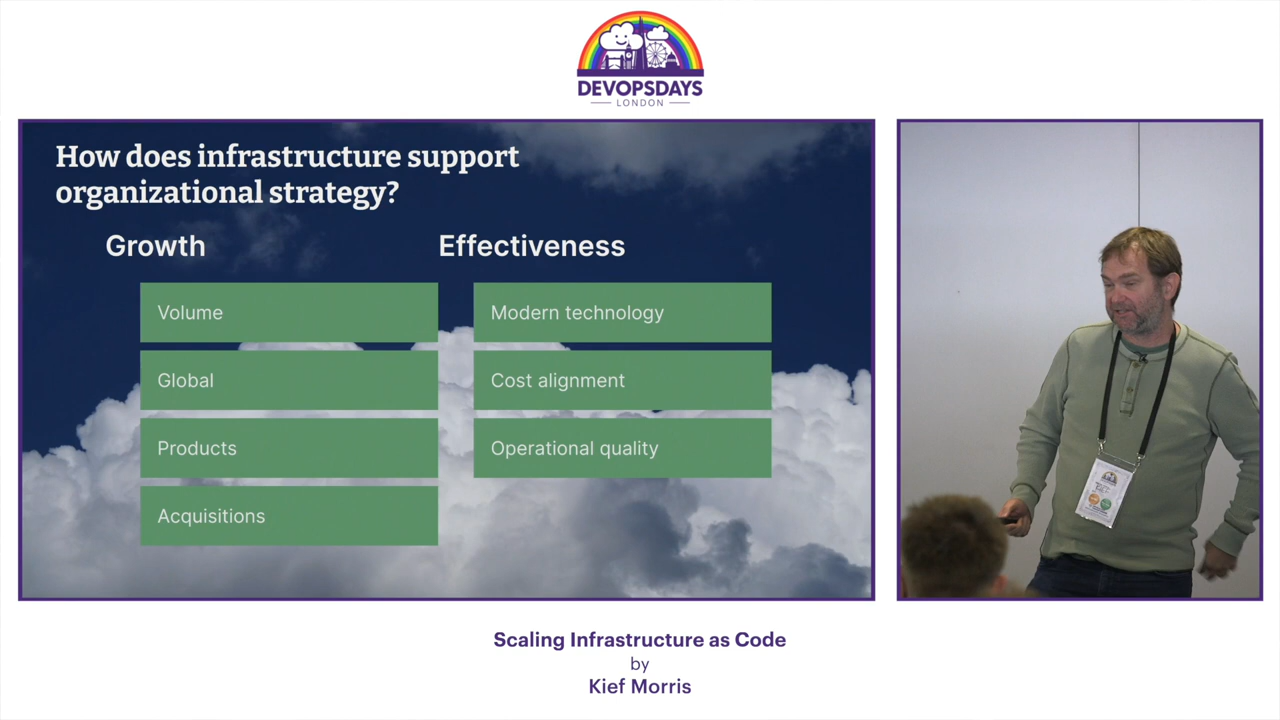 DEVOPSDAYS
LONDON
How does infrastructure support
organizational strategy?
Growth
Effectiveness
Volume
Modern technology
Global
Cost alignment
Products
Operational quality
Acquisitions
Scaling Infrastructure as Code
by
Kief Morris